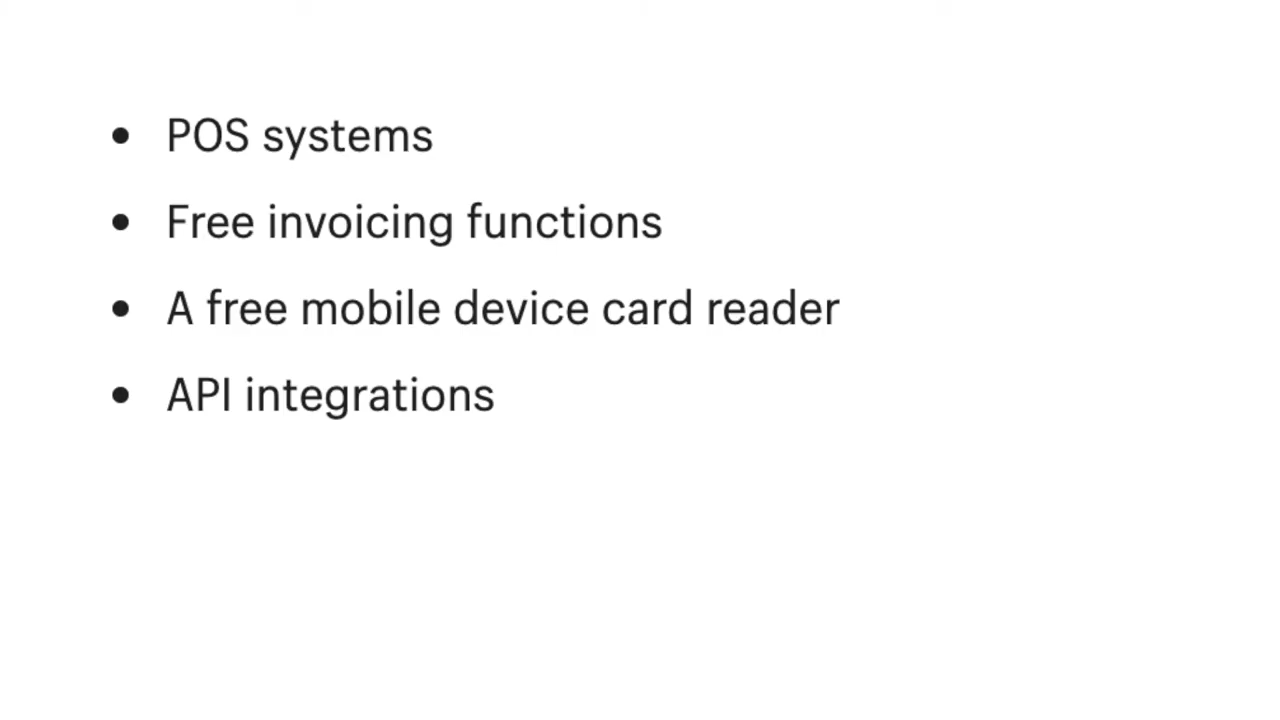 • POS systems
• Free invoicing functions
• A free mobile device card reader
• API integrations